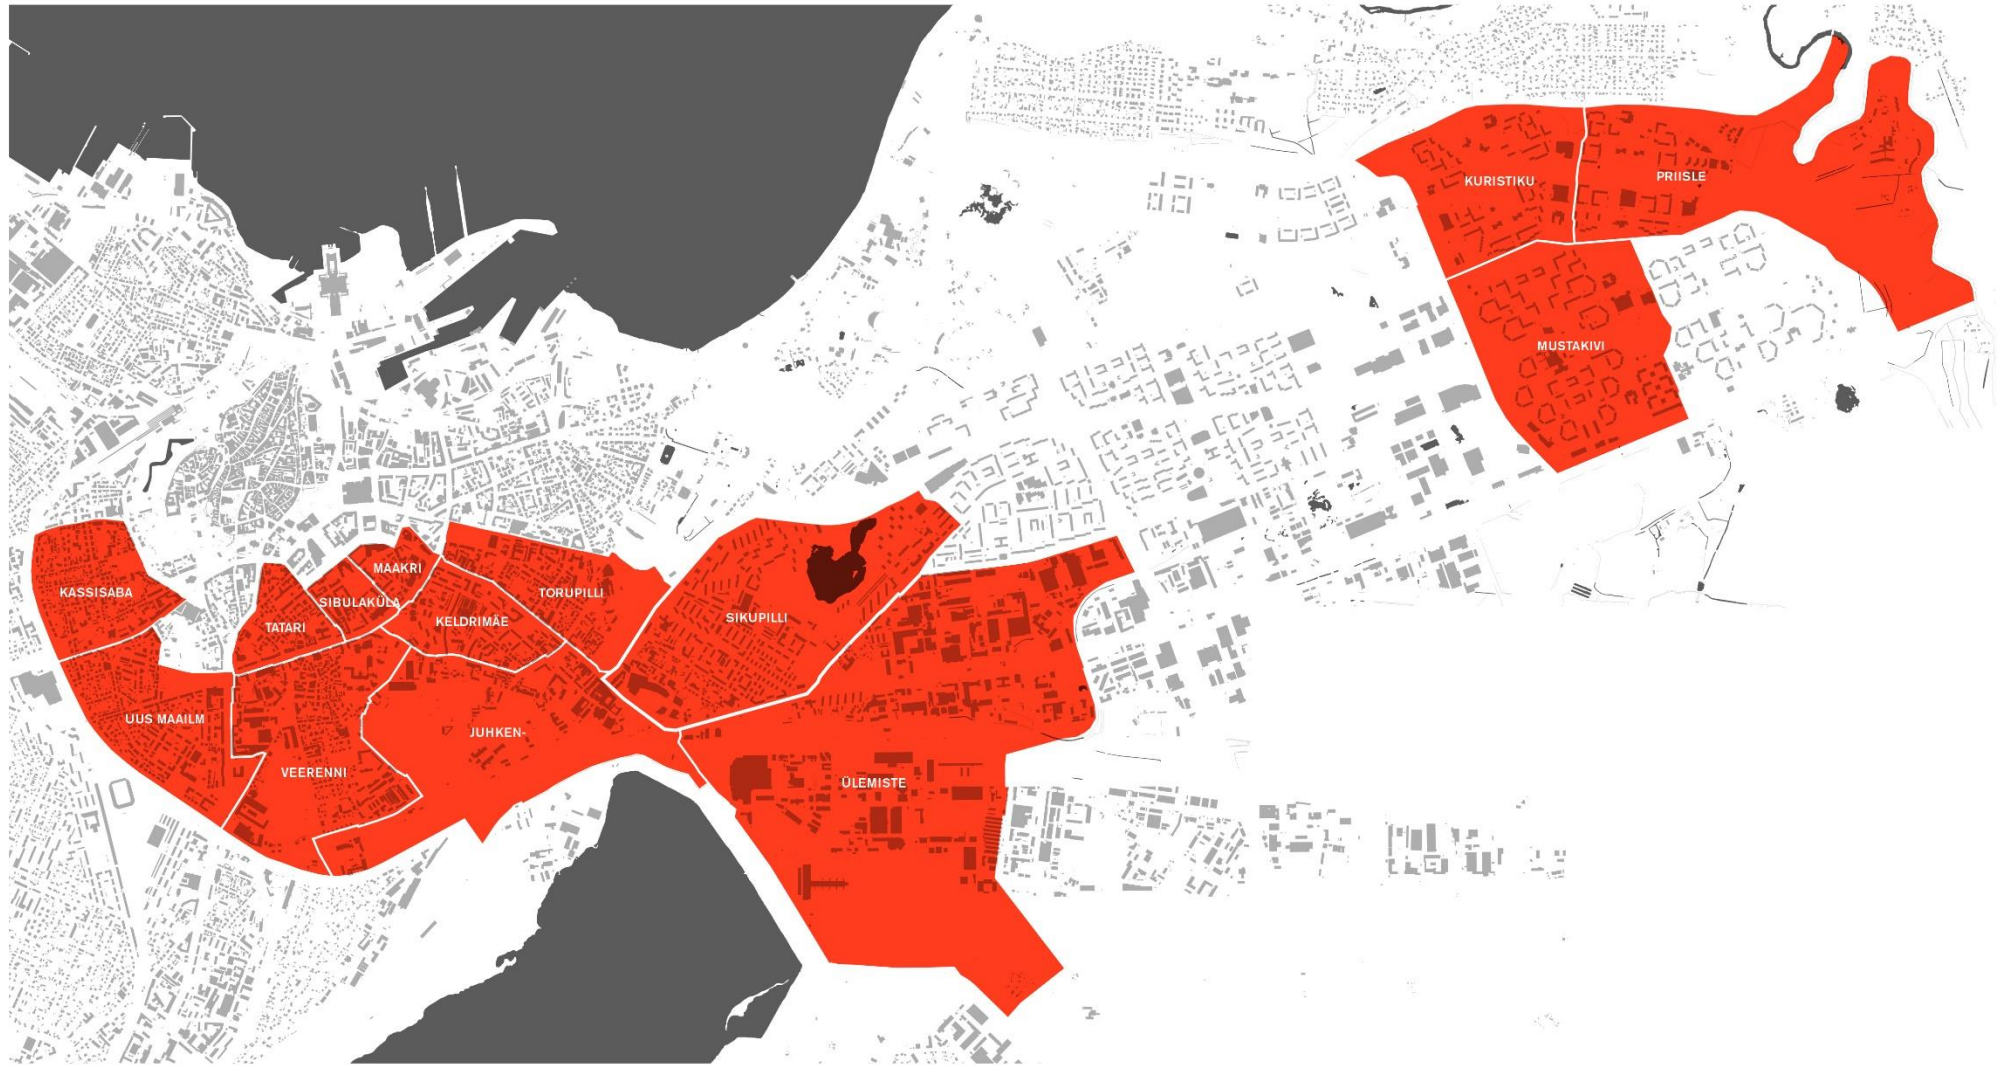 KURISTIKU
PRIISLE
MUSTAKIVI
KASSISABA
MAAKRI
SIBULAKÜLA
TORUPILLI
TATARI
KELDRIMÄE
SIKUPILLI
UUS MAAILM
JUHKEN-
VEERENNI
ÜLEMISTE